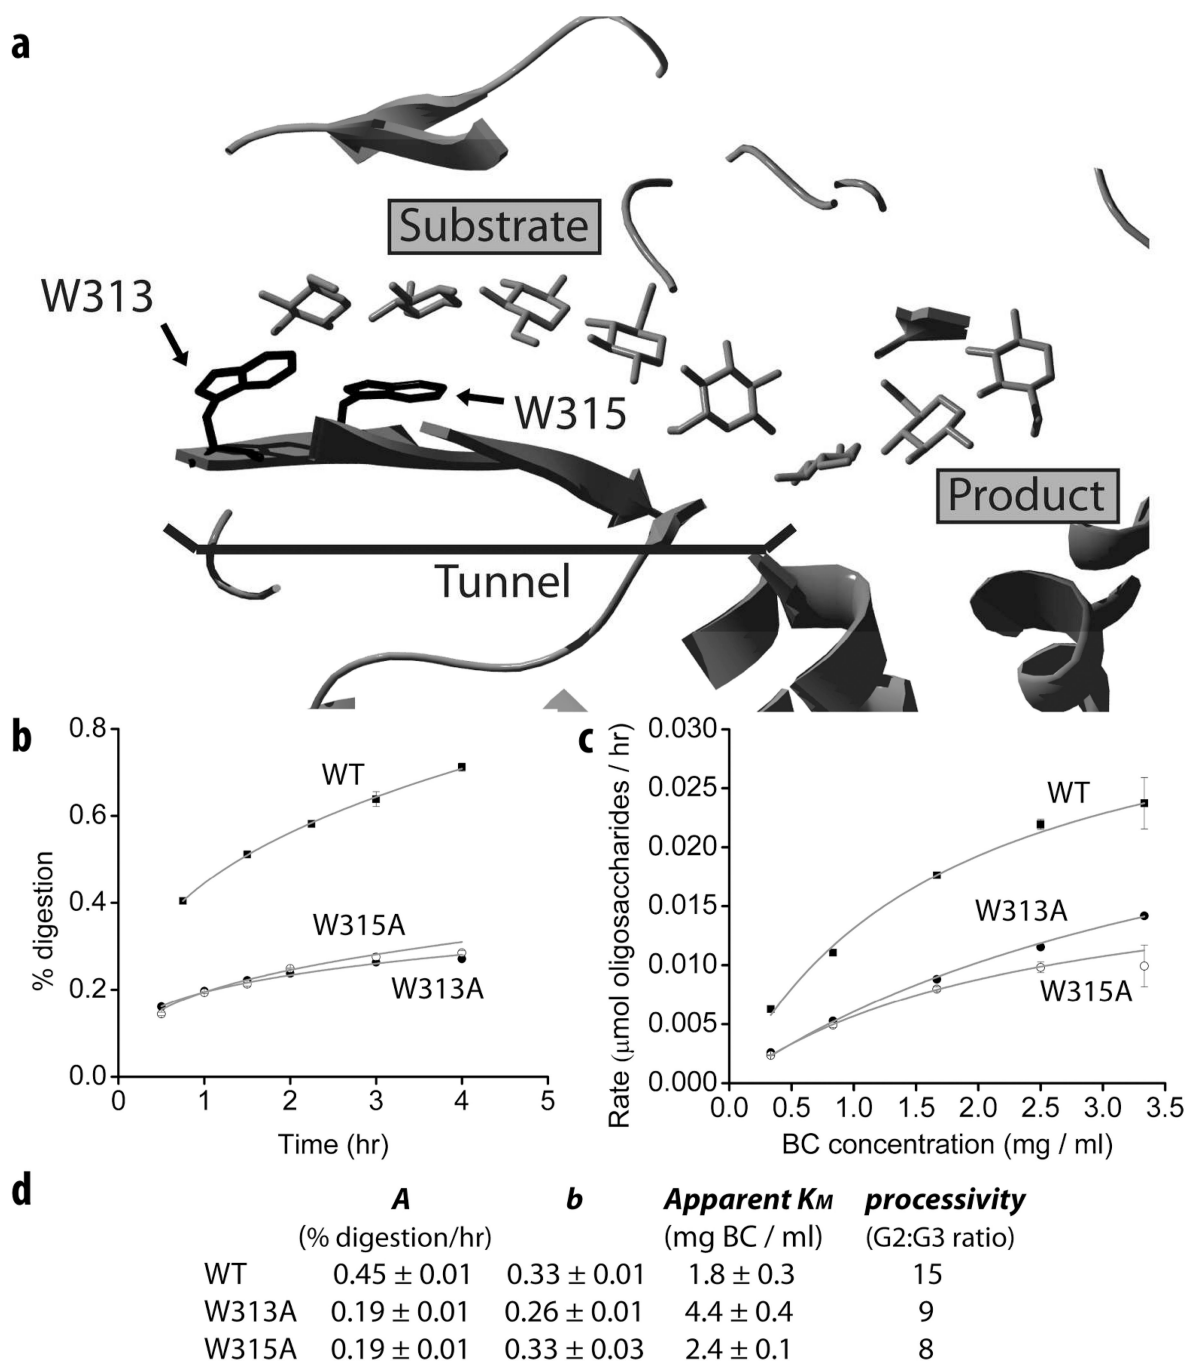 a
Substrate
W313
W315
Product
Tunnel
b
% digestion
0.8
0.6
0.4
0.2
0.0
WT
W315A
W313A
0 1 2 3 4 5
Time (hr)
c
Rate (μmol oligosaccharides / hr)
0.030
0.025
0.020
0.015
0.010
0.005
0.000
WT
W313A
W315A
0.0 0.5 1.0 1.5 2.0 2.5 3.0 3.5
BC concentration (mg / ml)
d
A b Apparent KM processivity
(% digestion/hr) (mg BC / ml) (G2:G3 ratio)
WT 0.45 ± 0.01 0.33 ± 0.01 1.8 ± 0.3 15
W313A 0.19 ± 0.01 0.26 ± 0.01 4.4 ± 0.4 9
W315A 0.19 ± 0.01 0.33 ± 0.03 2.4 ± 0.1 8